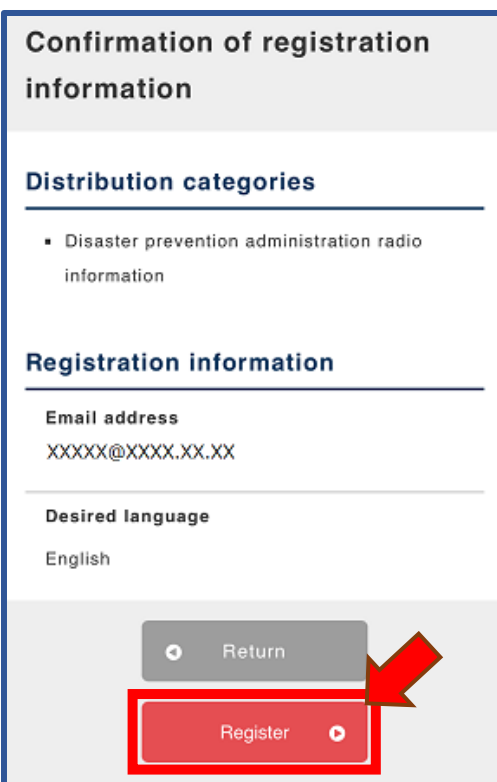 Confirmation of registration
information
Distribution categories
▪ Disaster prevention administration radio
information
Registration information
Email address
XXXXX@XXXX.XX.XX
Desired language
English
Return
Register